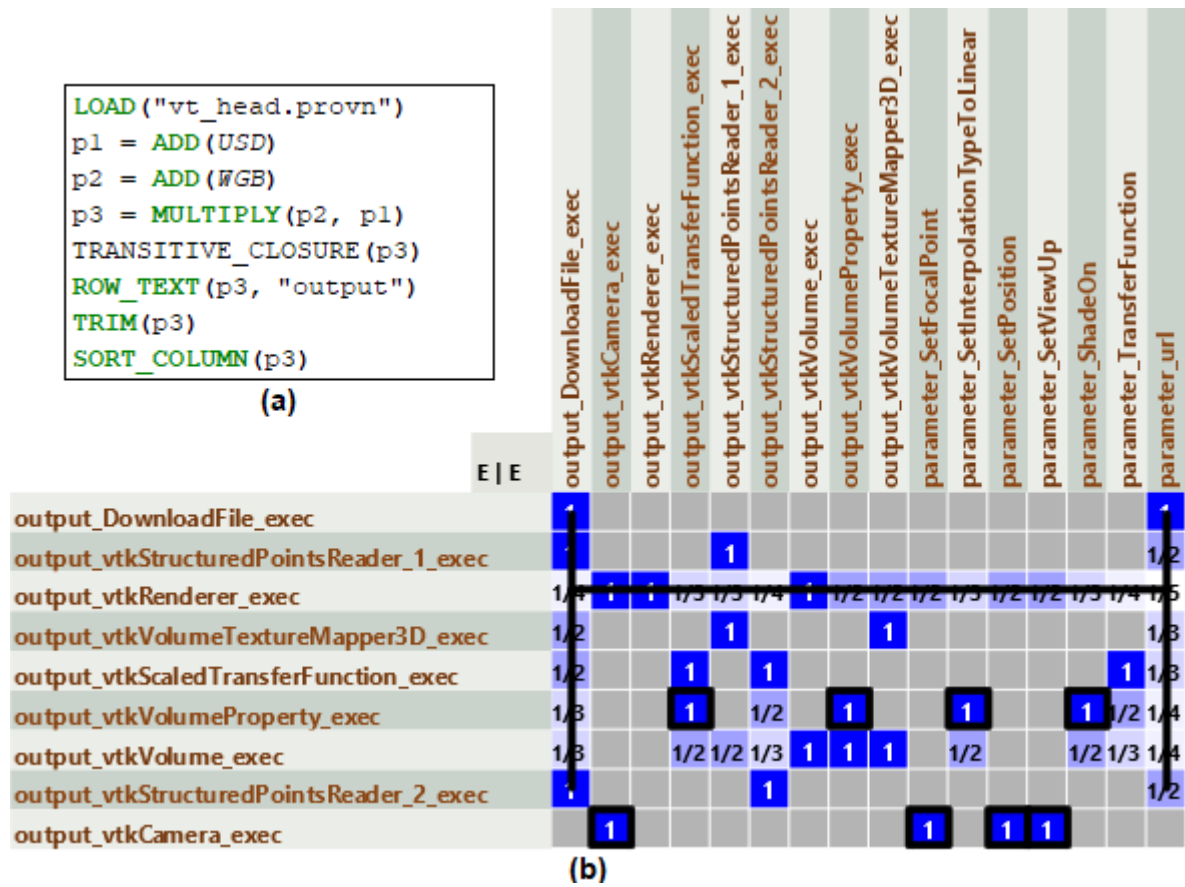 LOAD("vt_head.provn")
p1 = ADD(USD)
p2 = ADD(WGB)
p3 = MULTIPLY(p2, p1)
TRANSITIVE_CLOSURE(p3)
ROW_TEXT(p3, "output")
TRIM(p3)
SORT_COLUMN(p3)
(a)
output_DownloadFile_exec
output_vtkCamera_exec
output_vtkRenderer_exec
output_vtkScaledTransferFunction_exec
output_vtkStructuredPointsReader_1_exec
output_vtkStructuredPointsReader_2_exec
output_vtkVolume_exec
output_vtkVolumeProperty_exec
output_vtkVolumeTextureMapper3D_exec
parameter_SetFocalPoint
parameter_SetInterpolationTypeToLinear
parameter_SetPosition
parameter_SetViewUp
parameter_ShadeOn
parameter_TransferFunction
parameter_url
E | E
output_DownloadFile_exec 1 1
output_vtkStructuredPointsReader_1_exec 1 1 1/2
output_vtkRenderer_exec 1/4 1 1 1/3 1/3 1/4 1 1/2 1/2 1/2 1/3 1/2 1/2 1/3 1/4 1/5
output_vtkVolumeTextureMapper3D_exec 1/2 1 1 1/3
output_vtkScaledTransferFunction_exec 1/2 1 1 1 1/3
output_vtkVolumeProperty_exec 1/3 1 1/2 1 1 1 1/2 1/4
output_vtkVolume_exec 1/3 1/2 1/2 1/3 1 1 1 1/2 1/2 1/3 1/4
output_vtkStructuredPointsReader_2_exec 1 1 1/2
output_vtkCamera_exec 1 1 1 1
(b)